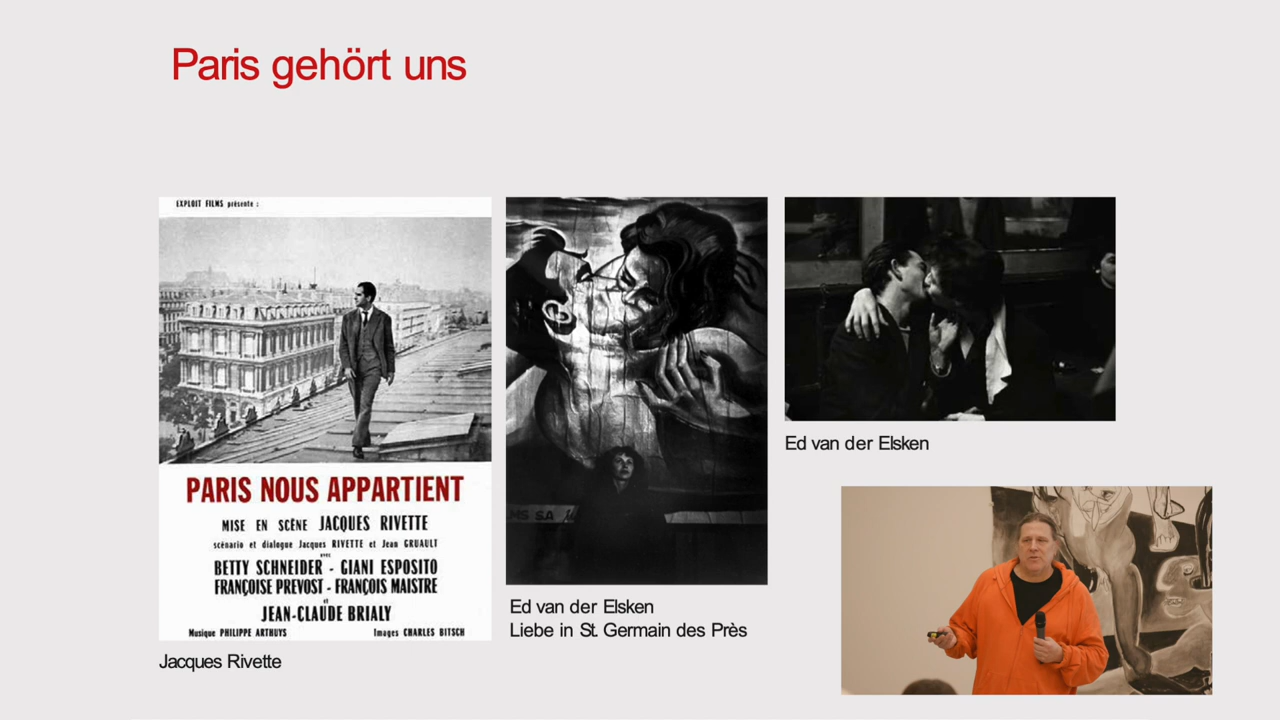 Paris gehört uns
EXPLOIT FILMS présente :
PARIS NOUS APPARTIENT
MISE EN SCÈNE JACQUES RIVETTE
scénario et dialogue Jacques RIVETTE et Jean GRUAULT
avec
BETTY SCHNEIDER - GIANI ESPOSITO
FRANÇOISE PREVOST - FRANÇOIS MAISTRE
et
JEAN-CLAUDE BRIALY
Musique PHILIPPE ARTHUYS Images CHARLES BITSCH
Jacques Rivette
Ed van der Elsken
Liebe in St. Germain des Près
Ed van der Elsken